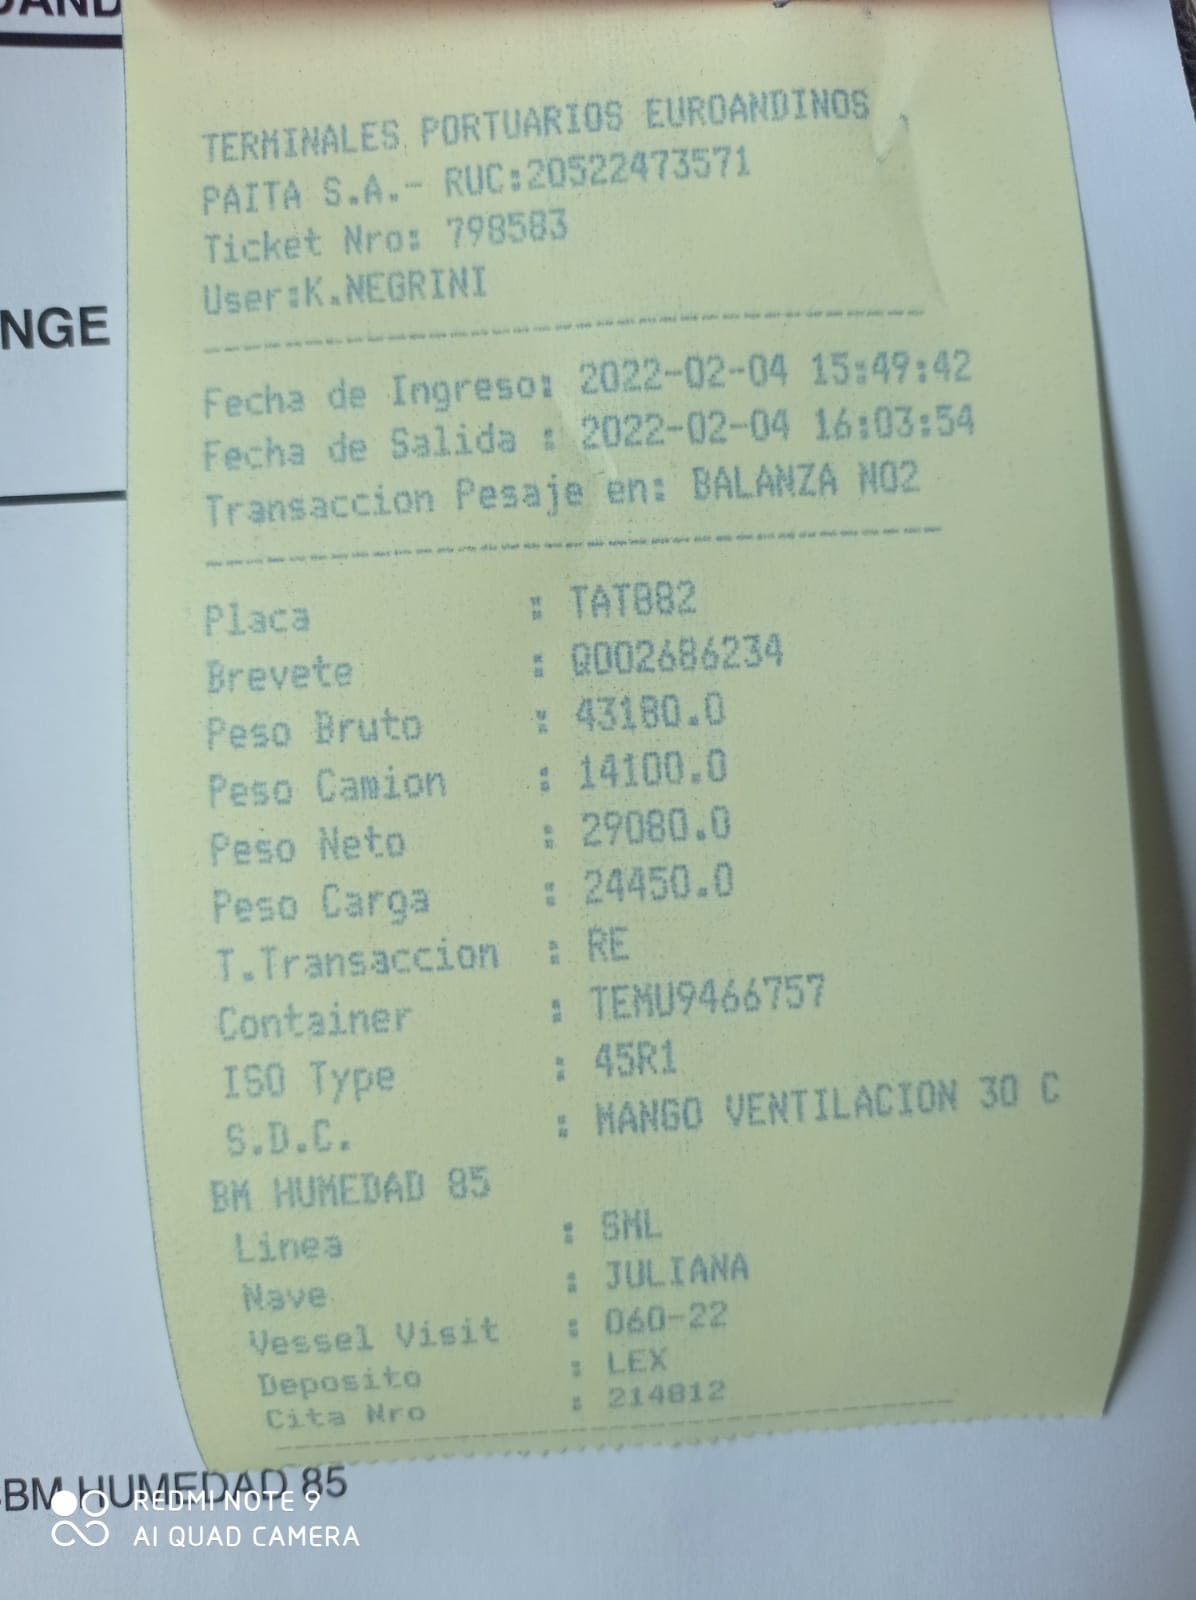 NGE
TERMINALES PORTUARIOS EUROANDINOS
PAITA S.A.- RUC:20522473571
Ticket Nro: 798583
User:K.NEGRINI
Fecha de Ingreso: 2022-02-04 15:49:42
Fecha de Salida : 2022-02-04 16:03:54
Transaccion Pesaje en: BALANZA NO2
Placa : TAT882
Brevete : Q002686234
Peso Bruto : 43180.0
Peso Camion : 14100.0
Peso Neto : 29080.0
Peso Carga : 24450.0
T.Transaccion : RE
Container : TEMU9466757
ISO Type : 45R1
S.D.C. : MANGO VENTILACION 30 C
BM HUMEDAD 85
Linea : SML
Nave : JULIANA
Vessel Visit : 060-22
Deposito : LEX
Cita Nro : 214812
BM HUMEDAD 85
REDMI NOTE 9
AI QUAD CAMERA